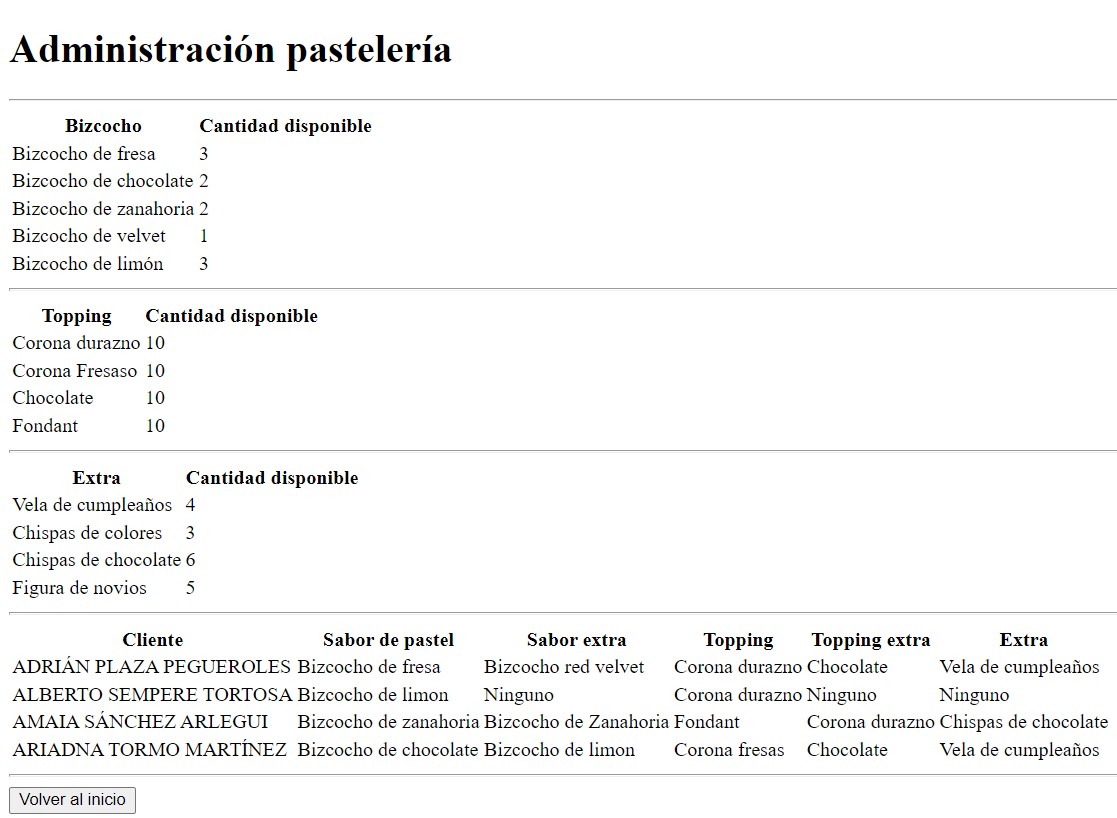 Administración pastelería
Bizcocho Cantidad disponible
Bizcocho de fresa 3
Bizcocho de chocolate 2
Bizcocho de zanahoria 2
Bizcocho de velvet 1
Bizcocho de limón 3
Topping Cantidad disponible
Corona durazno 10
Corona Fresaso 10
Chocolate 10
Fondant 10
Extra Cantidad disponible
Vela de cumpleaños 4
Chispas de colores 3
Chispas de chocolate 6
Figura de novios 5
Cliente Sabor de pastel Sabor extra Topping Topping extra Extra
ADRIÁN PLAZA PEGUEROLES Bizcocho de fresa Bizcocho red velvet Corona durazno Chocolate Vela de cumpleaños
ALBERTO SEMPERE TORTOSA Bizcocho de limon Ninguno Corona durazno Ninguno Ninguno
AMAIA SÁNCHEZ ARLEGUI Bizcocho de zanahoria Bizcocho de Zanahoria Fondant Corona durazno Chispas de chocolate
ARIADNA TORMO MARTÍNEZ Bizcocho de chocolate Bizcocho de limon Corona fresas Chocolate Vela de cumpleaños
Volver al inicio